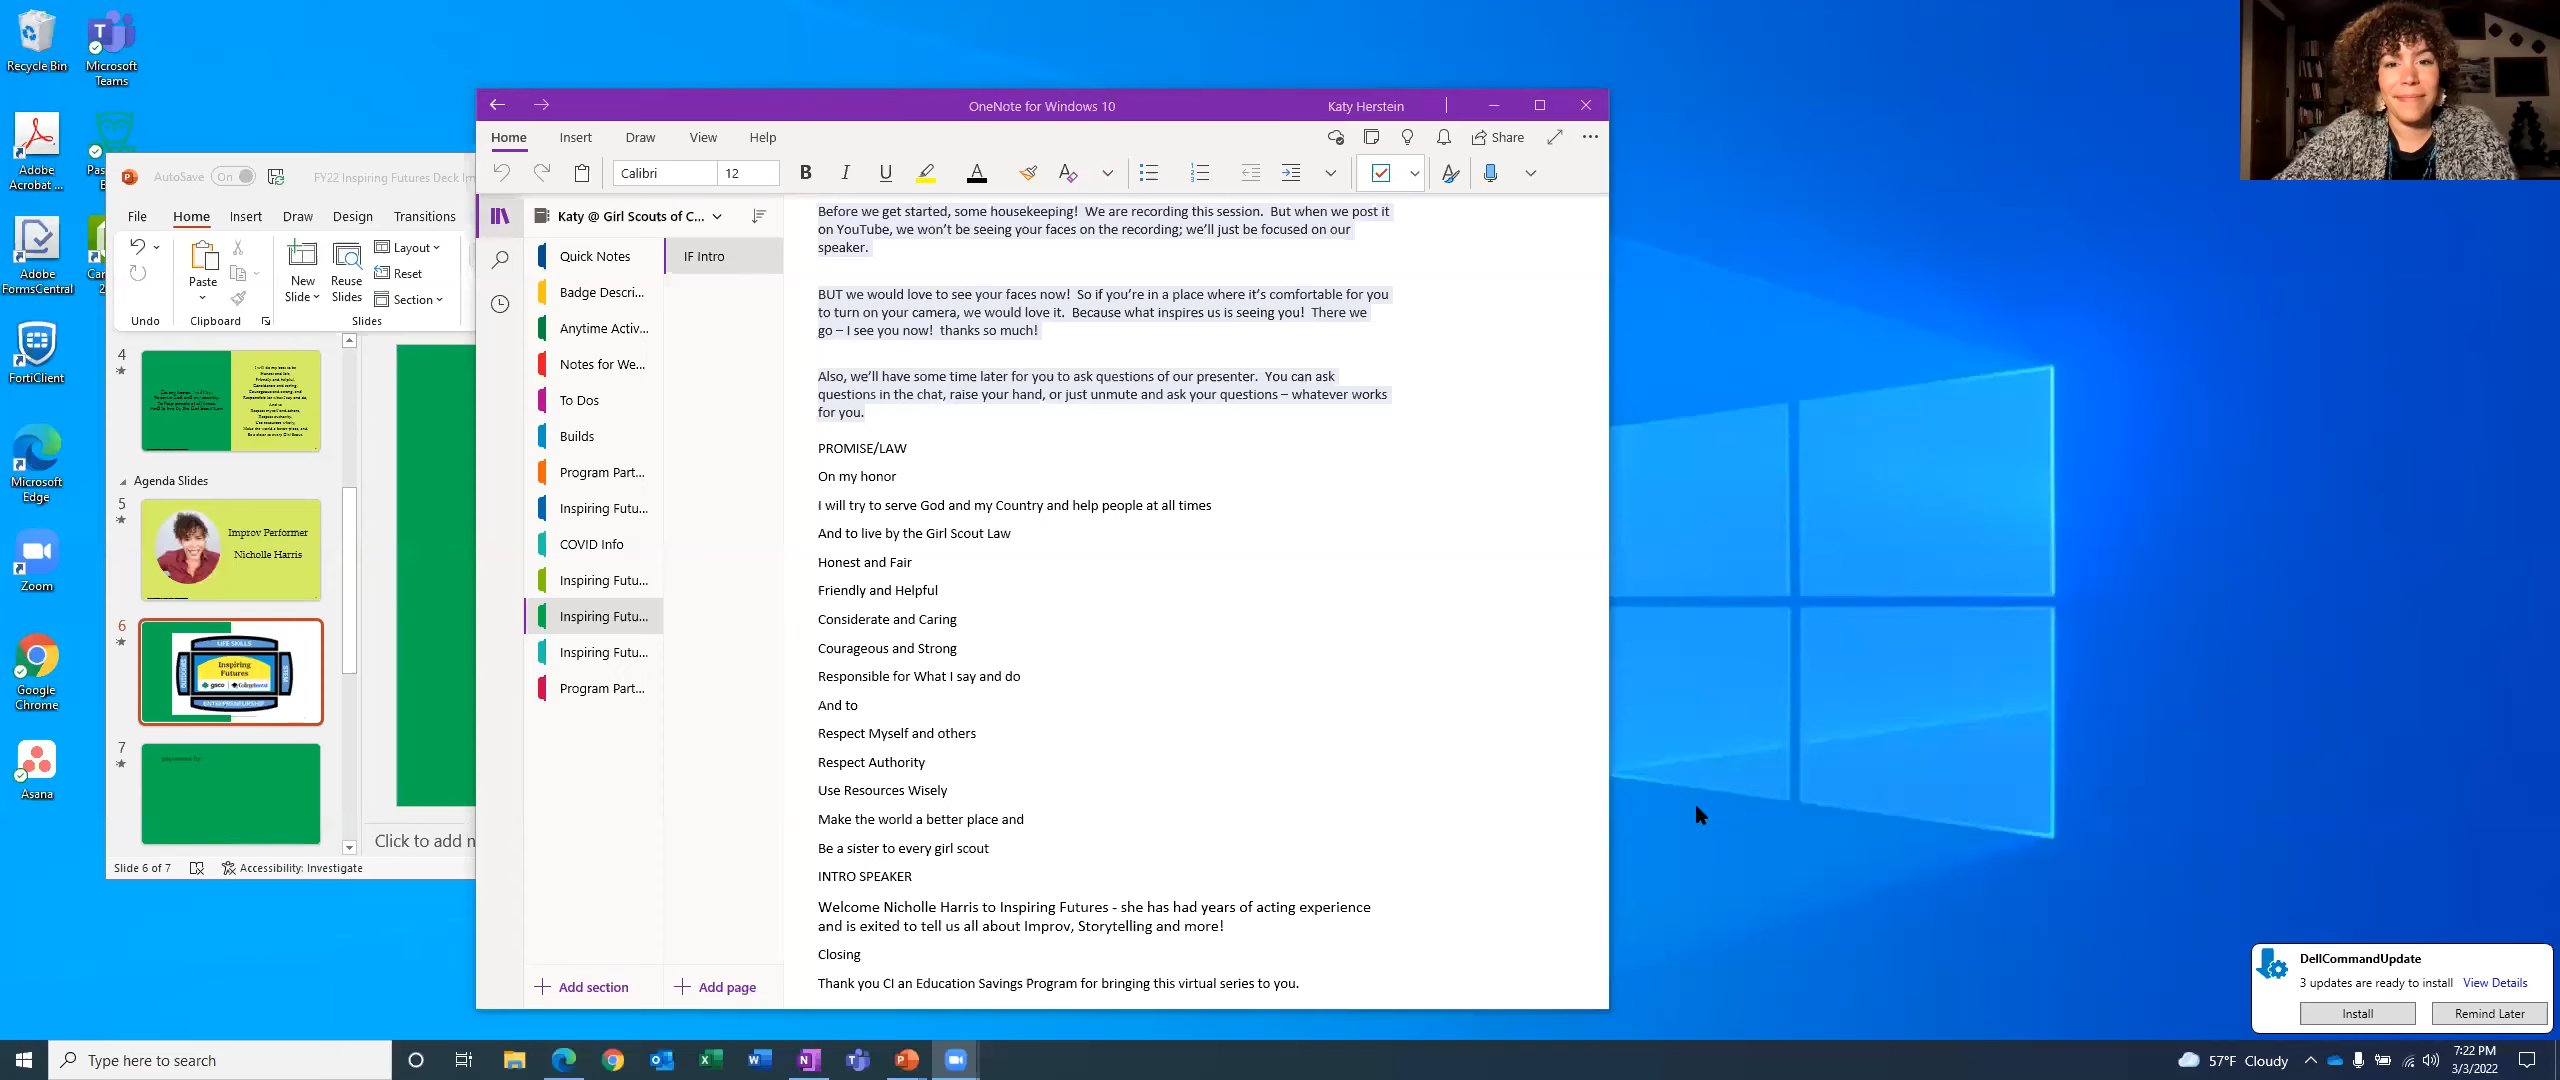 Recycle Bin
Microsoft
Teams
Adobe
Acrobat ...
Adobe
FormsCentral
FortiClient
Microsoft
Edge
Zoom
Google
Chrome
Asana
AutoSave
On
FY22 Inspiring Futures Deck
File
Home
Insert
Draw
Design
Transitions
Undo
Paste
Clipboard
New
Slide
Reuse
Slides
Layout
Reset
Section
Slides
4
Agenda Slides
5
Improv Performer
Nicholle Harris
6
LIFE SKILLS
Inspiring
Futures
gsco
CollegeInvest
STEM
ENTREPRENEURSHIP
7
presented by:
Click to add n
Slide 6 of 7
Accessibility: Investigate
OneNote for Windows 10
Katy Herstein
Home
Insert
Draw
View
Help
Share
Calibri
12
B
I
U
A
Katy @ Girl Scouts of C...
Quick Notes
Badge Descri...
Anytime Activ...
Notes for We...
To Dos
Builds
Program Part...
Inspiring Futu...
COVID Info
Inspiring Futu...
Inspiring Futu...
Inspiring Futu...
Program Part...
Add section
IF Intro
Add page
Before we get started, some housekeeping!  We are recording this session.  But when we post it
on YouTube, we won't be seeing your faces on the recording; we'll just be focused on our
speaker.
BUT we would love to see your faces now!  So if you're in a place where it's comfortable for you
to turn on your camera, we would love it.  Because what inspires us is seeing you!  There we
go – I see you now!  thanks so much!
Also, we'll have some time later for you to ask questions of our presenter.  You can ask
questions in the chat, raise your hand, or just unmute and ask your questions – whatever works
for you.
PROMISE/LAW
On my honor
I will try to serve God and my Country and help people at all times
And to live by the Girl Scout Law
Honest and Fair
Friendly and Helpful
Considerate and Caring
Courageous and Strong
Responsible for What I say and do
And to
Respect Myself and others
Respect Authority
Use Resources Wisely
Make the world a better place and
Be a sister to every girl scout
INTRO SPEAKER
Welcome Nicholle Harris to Inspiring Futures - she has had years of acting experience
and is exited to tell us all about Improv, Storytelling and more!
Closing
Thank you CI an Education Savings Program for bringing this virtual series to you.
DellCommandUpdate
3 updates are ready to install
View Details
Install
Remind Later
Type here to search
57°F Cloudy
7:22 PM
3/3/2022